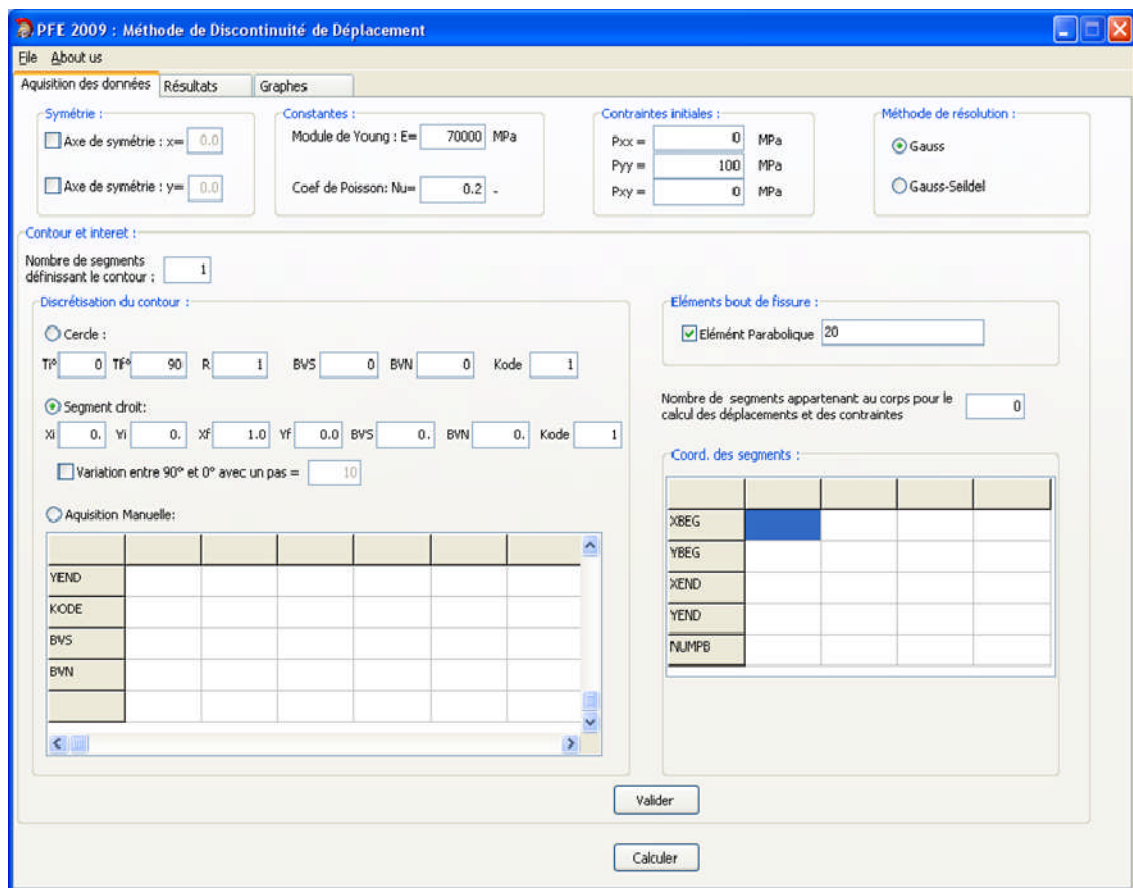 PFE 2009 : Méthode de Discontinuité de Déplacement
File About us
Aquisition des données Résultats Graphes
Symétrie :
Axe de symétrie : x= 0.0
Axe de symétrie : y= 0.0
Constantes :
Module de Young : E= 70000 MPa
Coef de Poisson: Nu= 0.2 -
Contraintes initiales :
Pxx = 0 MPa
Pyy = 100 MPa
Pxy = 0 MPa
Méthode de résolution :
Gauss
Gauss-Seildel
Contour et interet :
Nombre de segments
définissant le contour : 1
Discrétisation du contour :
Cercle :
Ti° 0 Tf° 90 R 1 BVS 0 BVN 0 Kode 1
Segment droit:
Xi 0. Yi 0. Xf 1.0 Yf 0.0 BVS 0. BVN 0. Kode 1
Variation entre 90° et 0° avec un pas = 10
Aquisition Manuelle:
YEND
KODE
BVS
BVN
Eléments bout de fissure :
Elémént Parabolique 20
Nombre de segments appartenant au corps pour le
calcul des déplacements et des contraintes 0
Coord. des segments :
XBEG
YBEG
XEND
YEND
NUMPB
Valider
Calculer